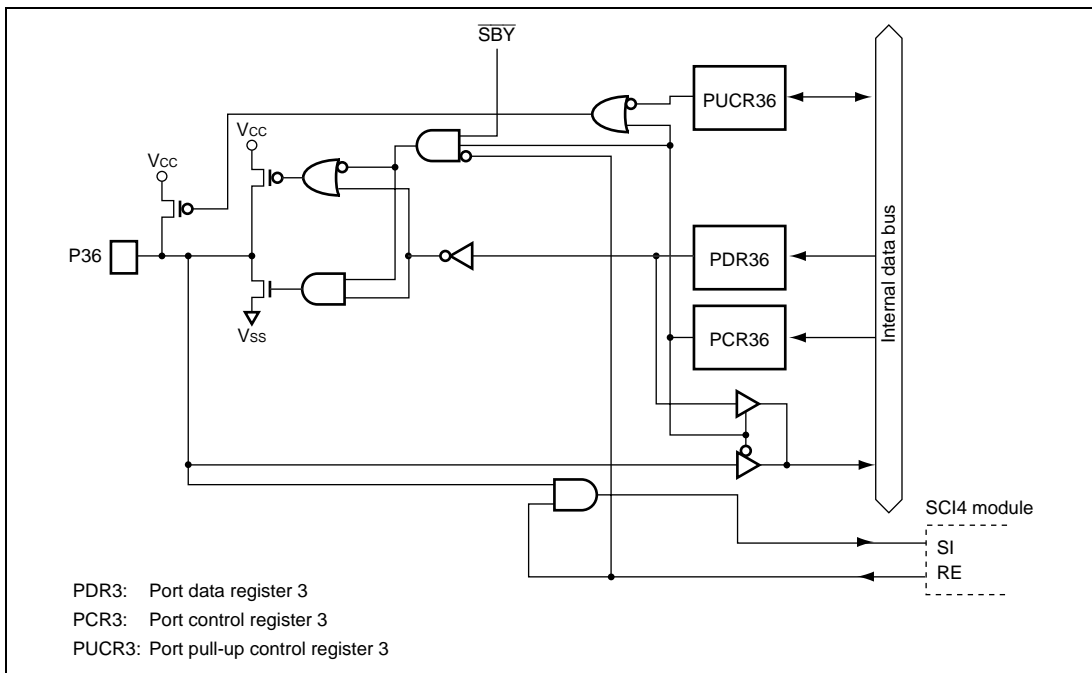 SBY
PUCR36
VCC
VCC
P36
PDR36
Internal data bus
PCR36
VSS
SCI4 module
SI
RE
PDR3: Port data register 3
PCR3: Port control register 3
PUCR3: Port pull-up control register 3